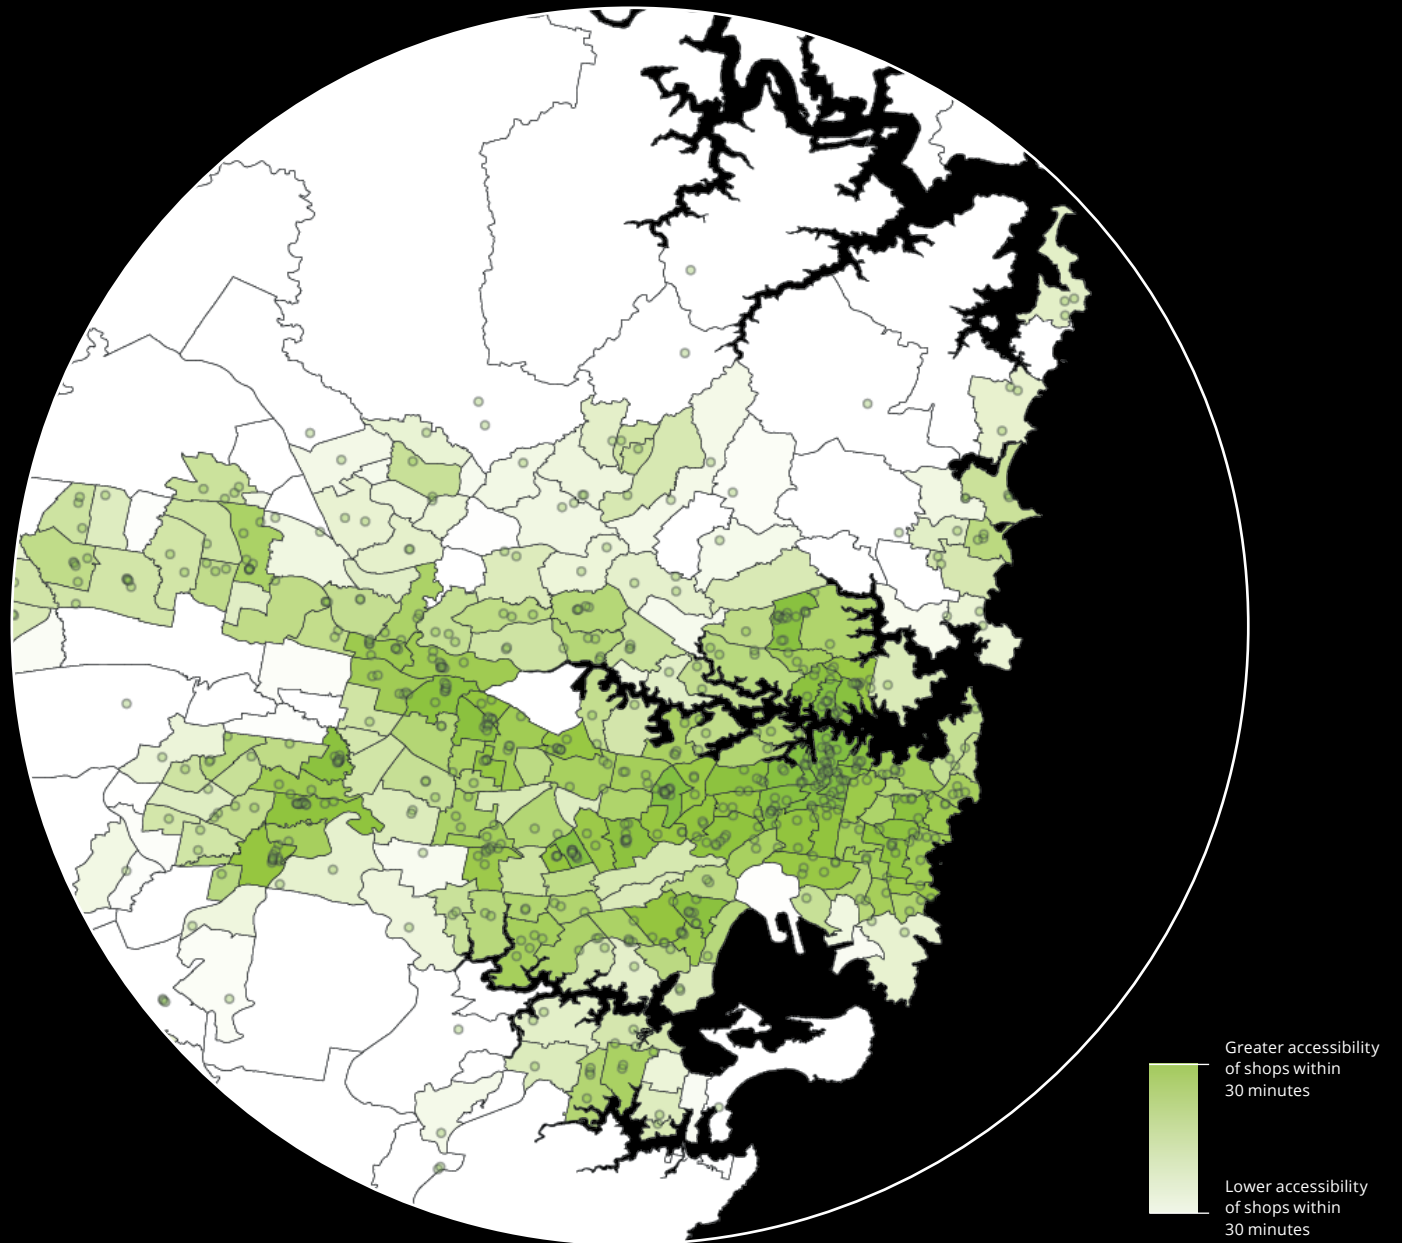 Greater accessibility
of shops within
30 minutes
Lower accessibility
of shops within
30 minutes